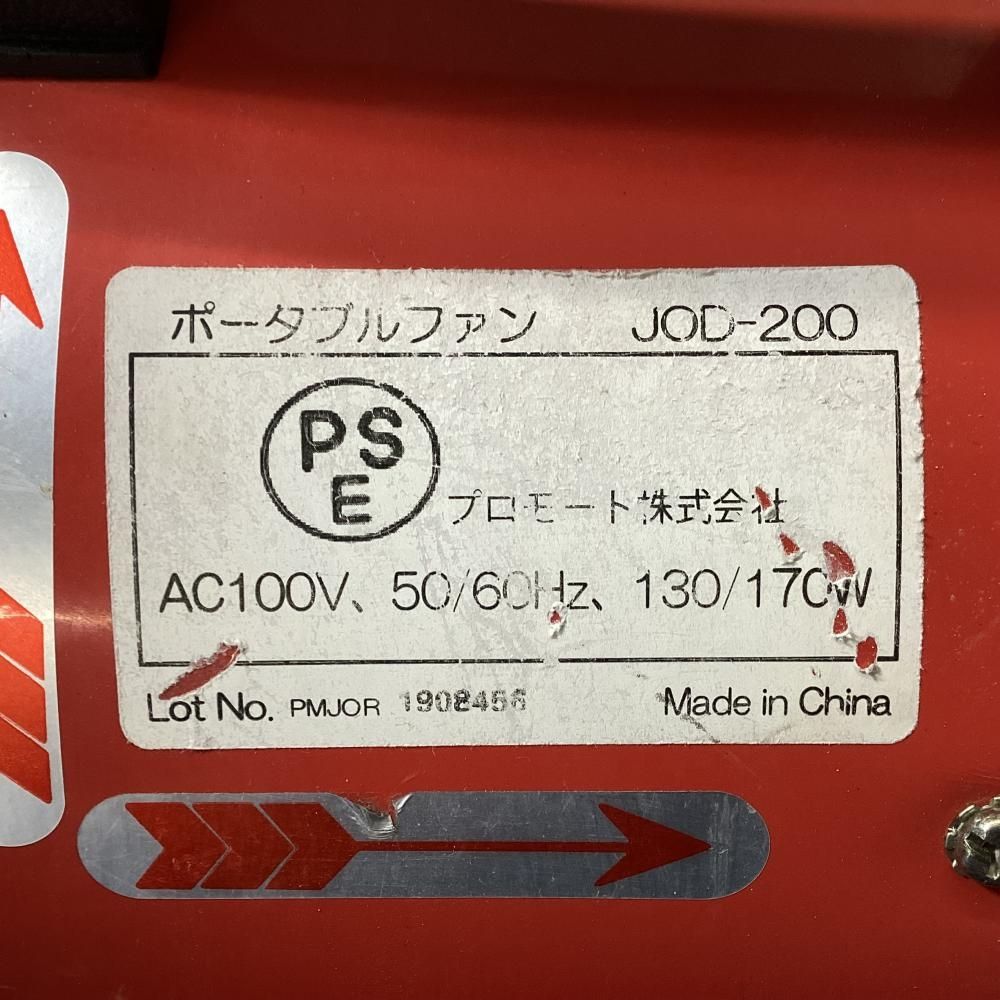 ポータブルファン JOD-200
PS
E
プロモート株式会社
AC100V、50/60Hz、130/170W
Lot No. PMJOR 1908456
Made in China